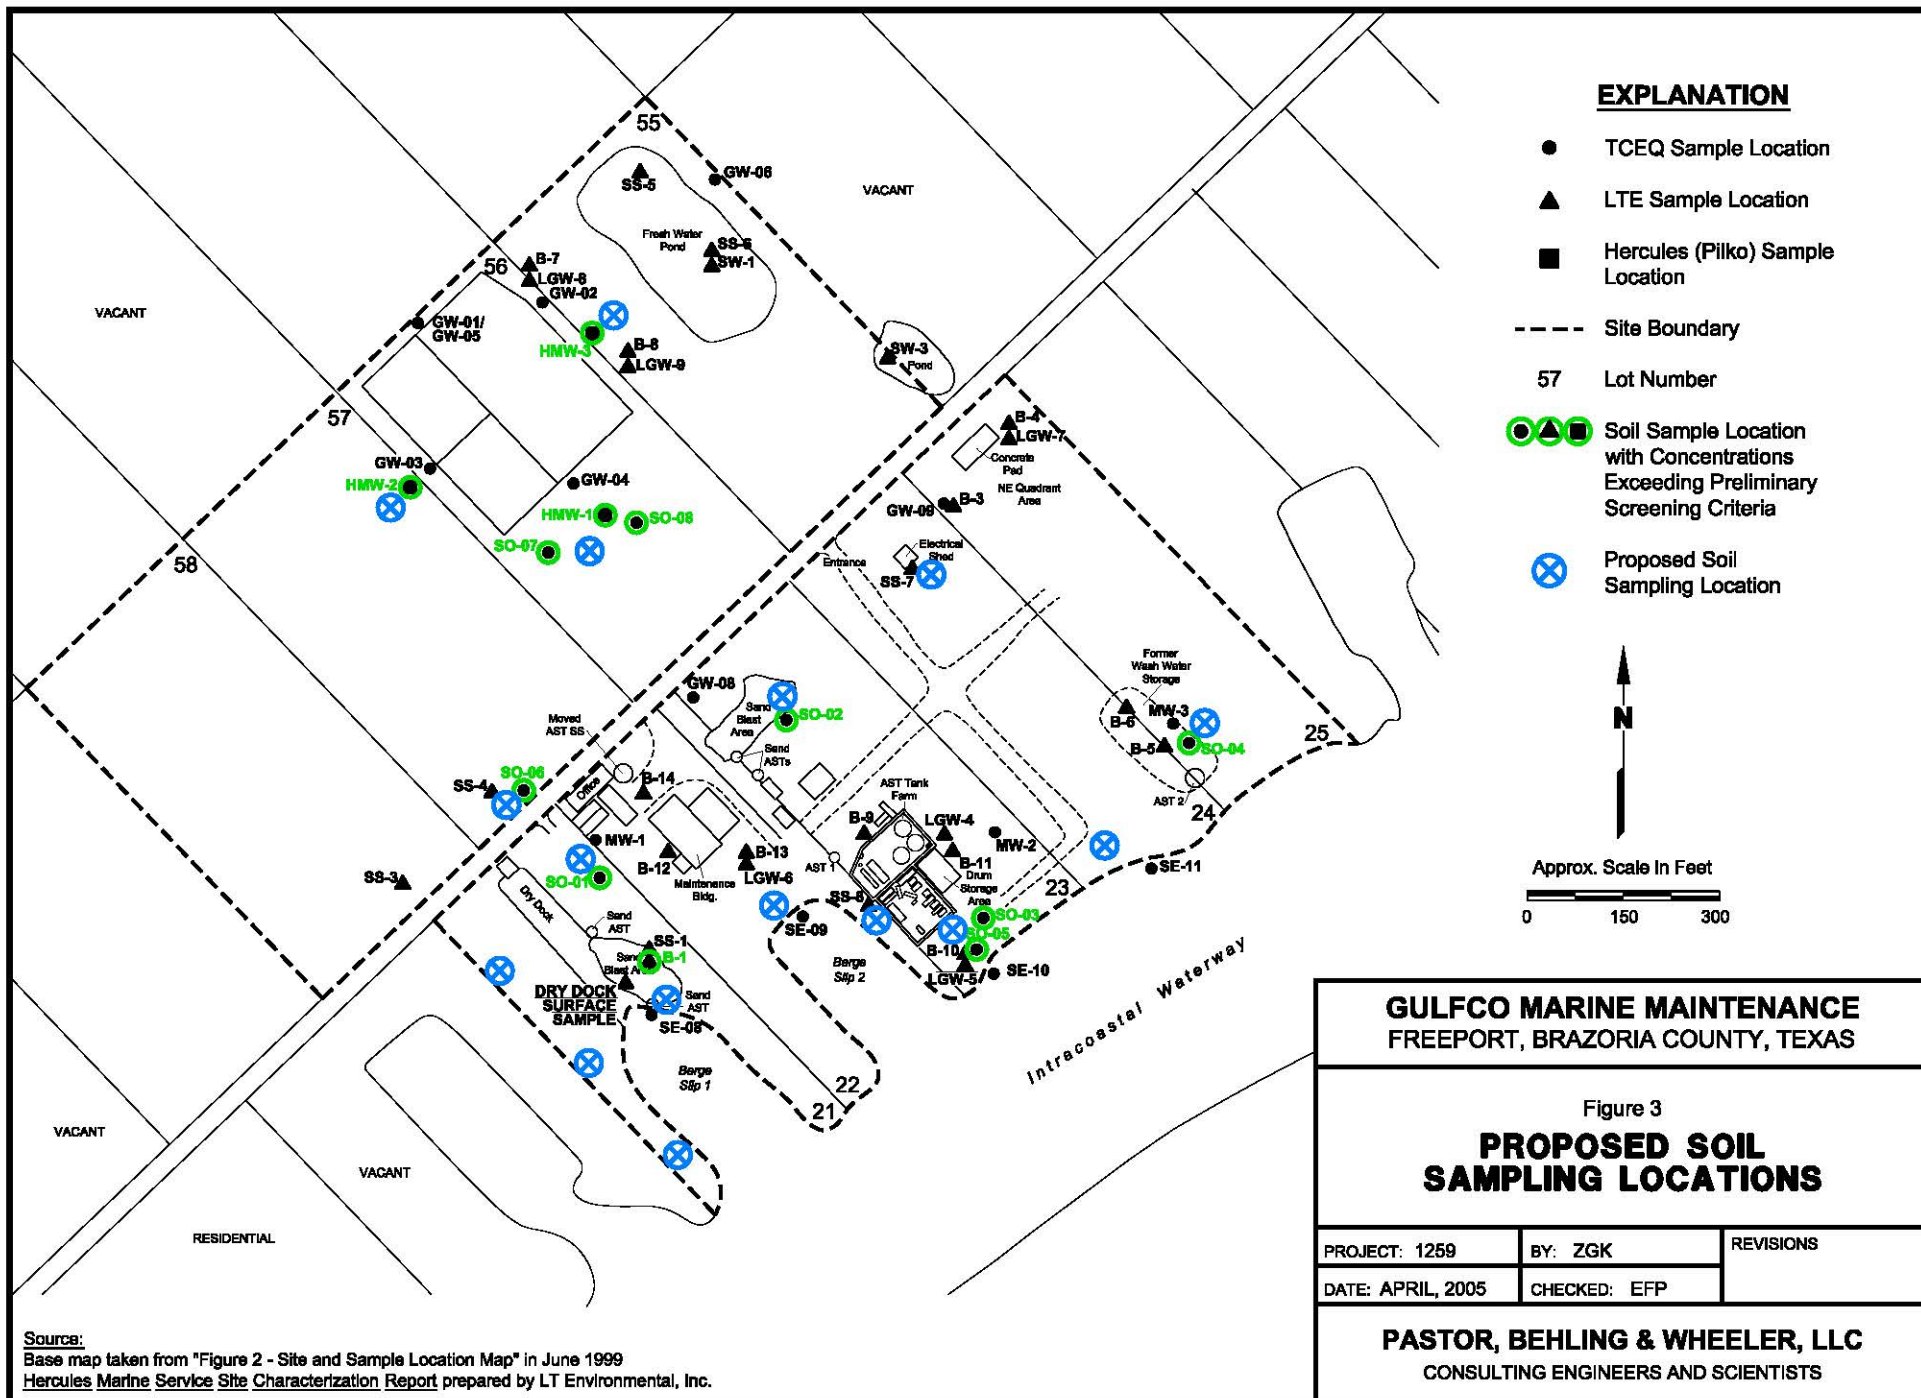 55
GW-06
SS-5
VACANT
Fresh Water
Pond
SS-6
SW-1
B-7
56
LGW-8
GW-02
VACANT
GW-01/
GW-05
HMW-3
B-8
LGW-9
SW-3
Pond
57
B-4
LGW-7
Concrete
Pad
NE Quadrant
Area
GW-03
HMW-2
GW-04
GW-09
B-3
HMW-1
SO-08
SO-07
Electrical
Shed
Entrance
SS-7
58
Former
Wash Water
Storage
GW-08
Sand
Blast
Area
SO-02
B-6
MW-3
B-5
SO-04
25
Moved
AST SS
Sand
ASTs
SO-06
SS-4
Office
B-14
AST Tank
Farm
AST 2
24
B-9
LGW-4
MW-1
MW-2
B-12
B-13
LGW-6
AST 1
B-11
SE-11
SS-3
SO-01
Maintenance
Bldg.
Drum
Storage
Area
23
Dry Dock
SS-8
SO-03
Sand
AST
SE-09
SO-05
SS-1
B-1
Sand
Blast Area
B-10
LGW-5
SE-10
Barge
Slip 2
DRY DOCK
SURFACE
SAMPLE
Sand
AST
SE-08
Intracoastal Waterway
Barge
Slip 1
22
21
VACANT
VACANT
RESIDENTIAL
EXPLANATION
TCEQ Sample Location
LTE Sample Location
Hercules (Pilko) Sample
Location
Site Boundary
57 Lot Number
Soil Sample Location
with Concentrations
Exceeding Preliminary
Screening Criteria
Proposed Soil
Sampling Location
N
Approx. Scale In Feet
0 150 300
GULFCO MARINE MAINTENANCE
FREEPORT, BRAZORIA COUNTY, TEXAS
Figure 3
PROPOSED SOIL
SAMPLING LOCATIONS
PROJECT: 1259 BY: ZGK REVISIONS
DATE: APRIL, 2005 CHECKED: EFP
PASTOR, BEHLING & WHEELER, LLC
CONSULTING ENGINEERS AND SCIENTISTS
Source:
Base map taken from "Figure 2 - Site and Sample Location Map" in June 1999
Hercules Marine Service Site Characterization Report prepared by LT Environmental, Inc.